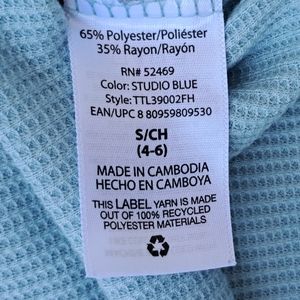 65% Polyester/Poliéster
35% Rayon/Rayón
RN# 52469
Color: STUDIO BLUE
Style: TTL39002FH
EAN/UPC 8 80959809530
S/CH
(4-6)
MADE IN CAMBODIA
HECHO EN CAMBOYA
THIS LABEL YARN IS MADE
OUT OF 100% RECYCLED
POLYESTER MATERIALS